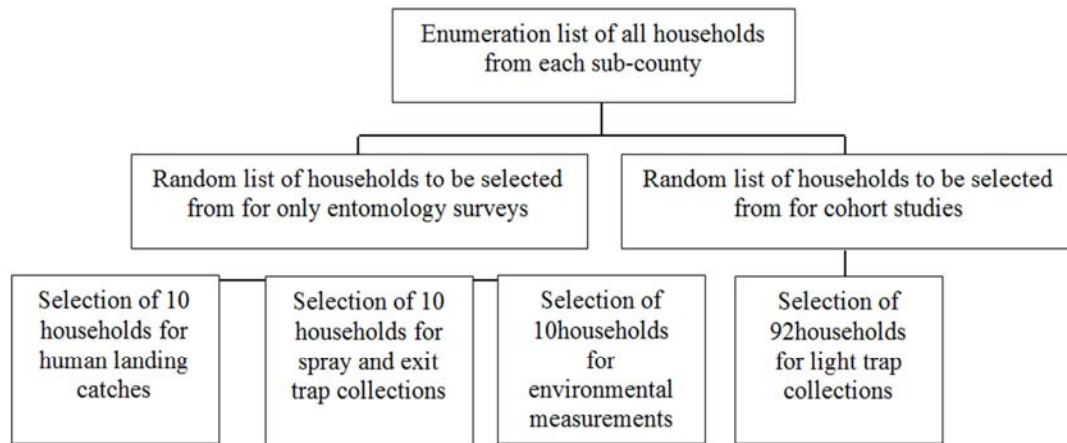 Enumeration list of all households
from each sub-county
Random list of households to be selected
from for only entomology surveys
Random list of households to be selected
from for cohort studies
Selection of 10
households for
human landing
catches
Selection of 10
households for
spray and exit
trap collections
Selection of
10households
for
environmental
measurements
Selection of
92households
for light trap
collections